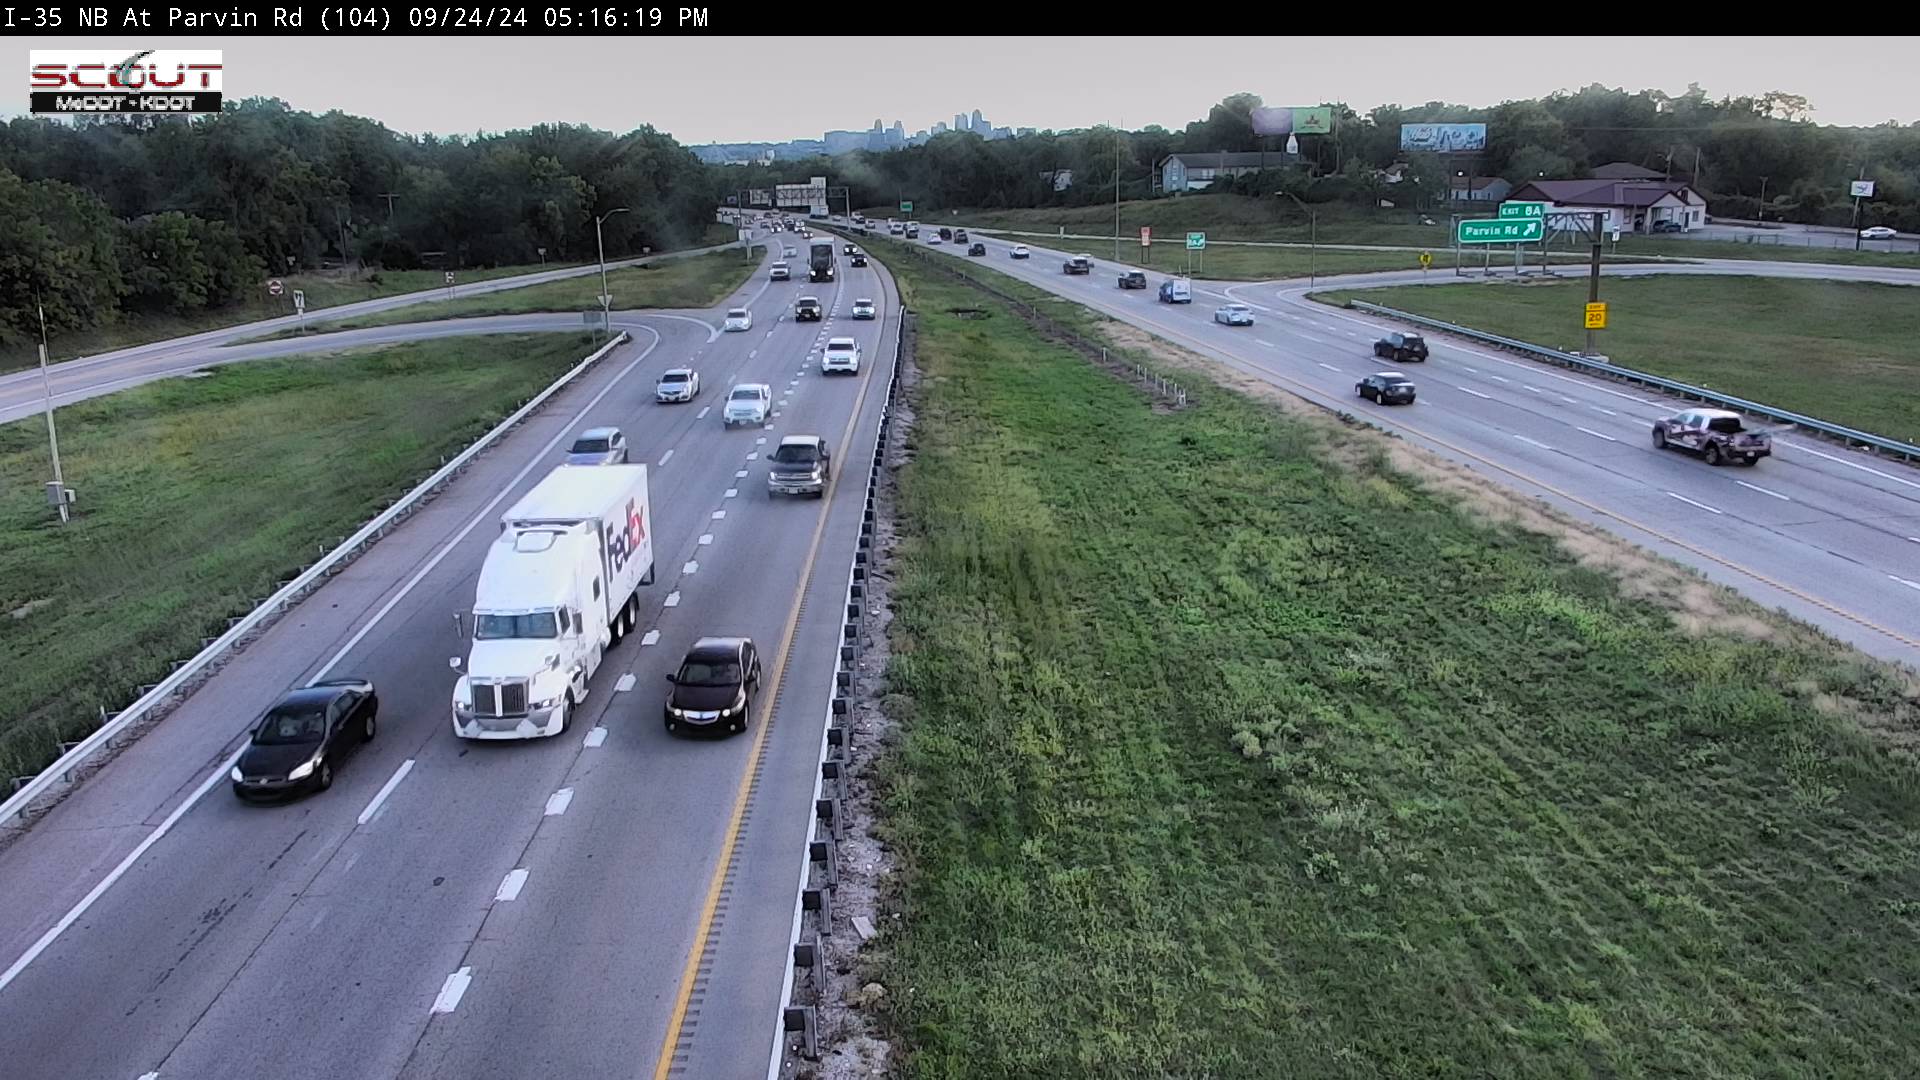 I-35 NB At Parvin Rd (104) 09/24/24 05:16:19 PM
SCOUT
MoDOT - KDOT
EXIT 8A
Parvin Rd
20
FedEx